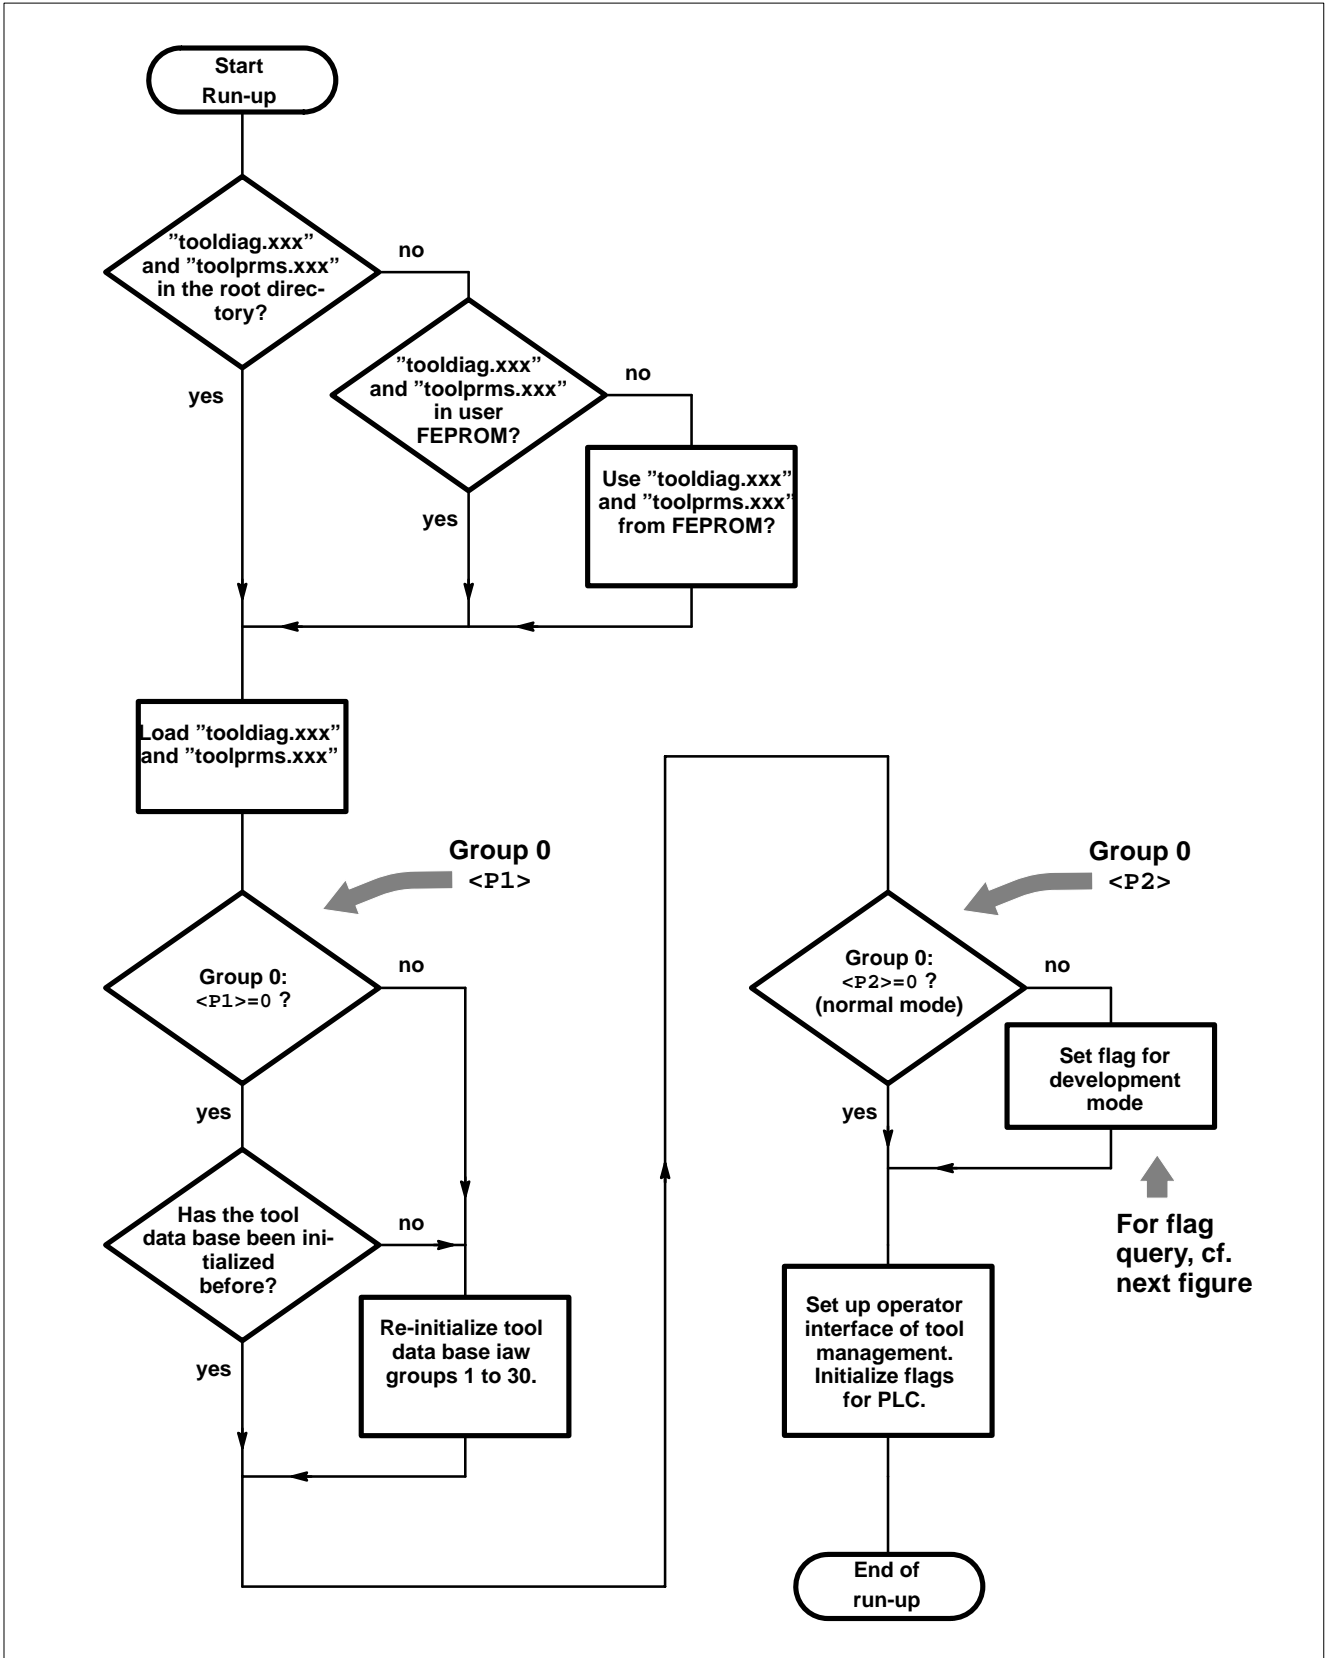 Start
Run-up
”tooldiag.xxx”
and ”toolprms.xxx”
in the root direc-
tory?
no
yes
”tooldiag.xxx”
and ”toolprms.xxx”
in user
FEPROM?
no
yes
Use ”tooldiag.xxx”
and ”toolprms.xxx”
from FEPROM?
Load ”tooldiag.xxx”
and ”toolprms.xxx”
Group 0
<P1>
Group 0:
<P1>=0 ?
no
yes
Has the tool
data base been ini-
tialized
before?
no
yes
Re-initialize tool
data base iaw
groups 1 to 30.
Group 0
<P2>
Group 0:
<P2>=0 ?
(normal mode)
no
yes
Set flag for
development
mode
For flag
query, cf.
next figure
Set up operator
interface of tool
management.
Initialize flags
for PLC.
End of
run-up